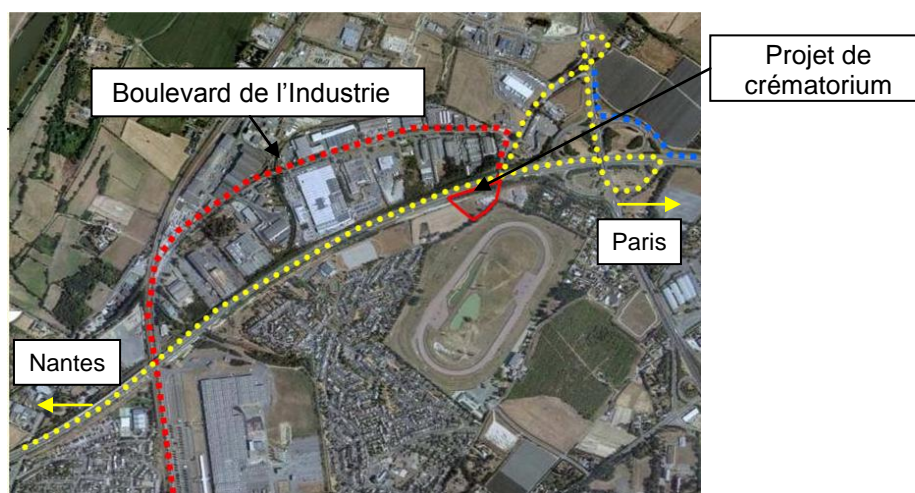 Projet de
crématorium
Boulevard de l’Industrie
Paris
Nantes